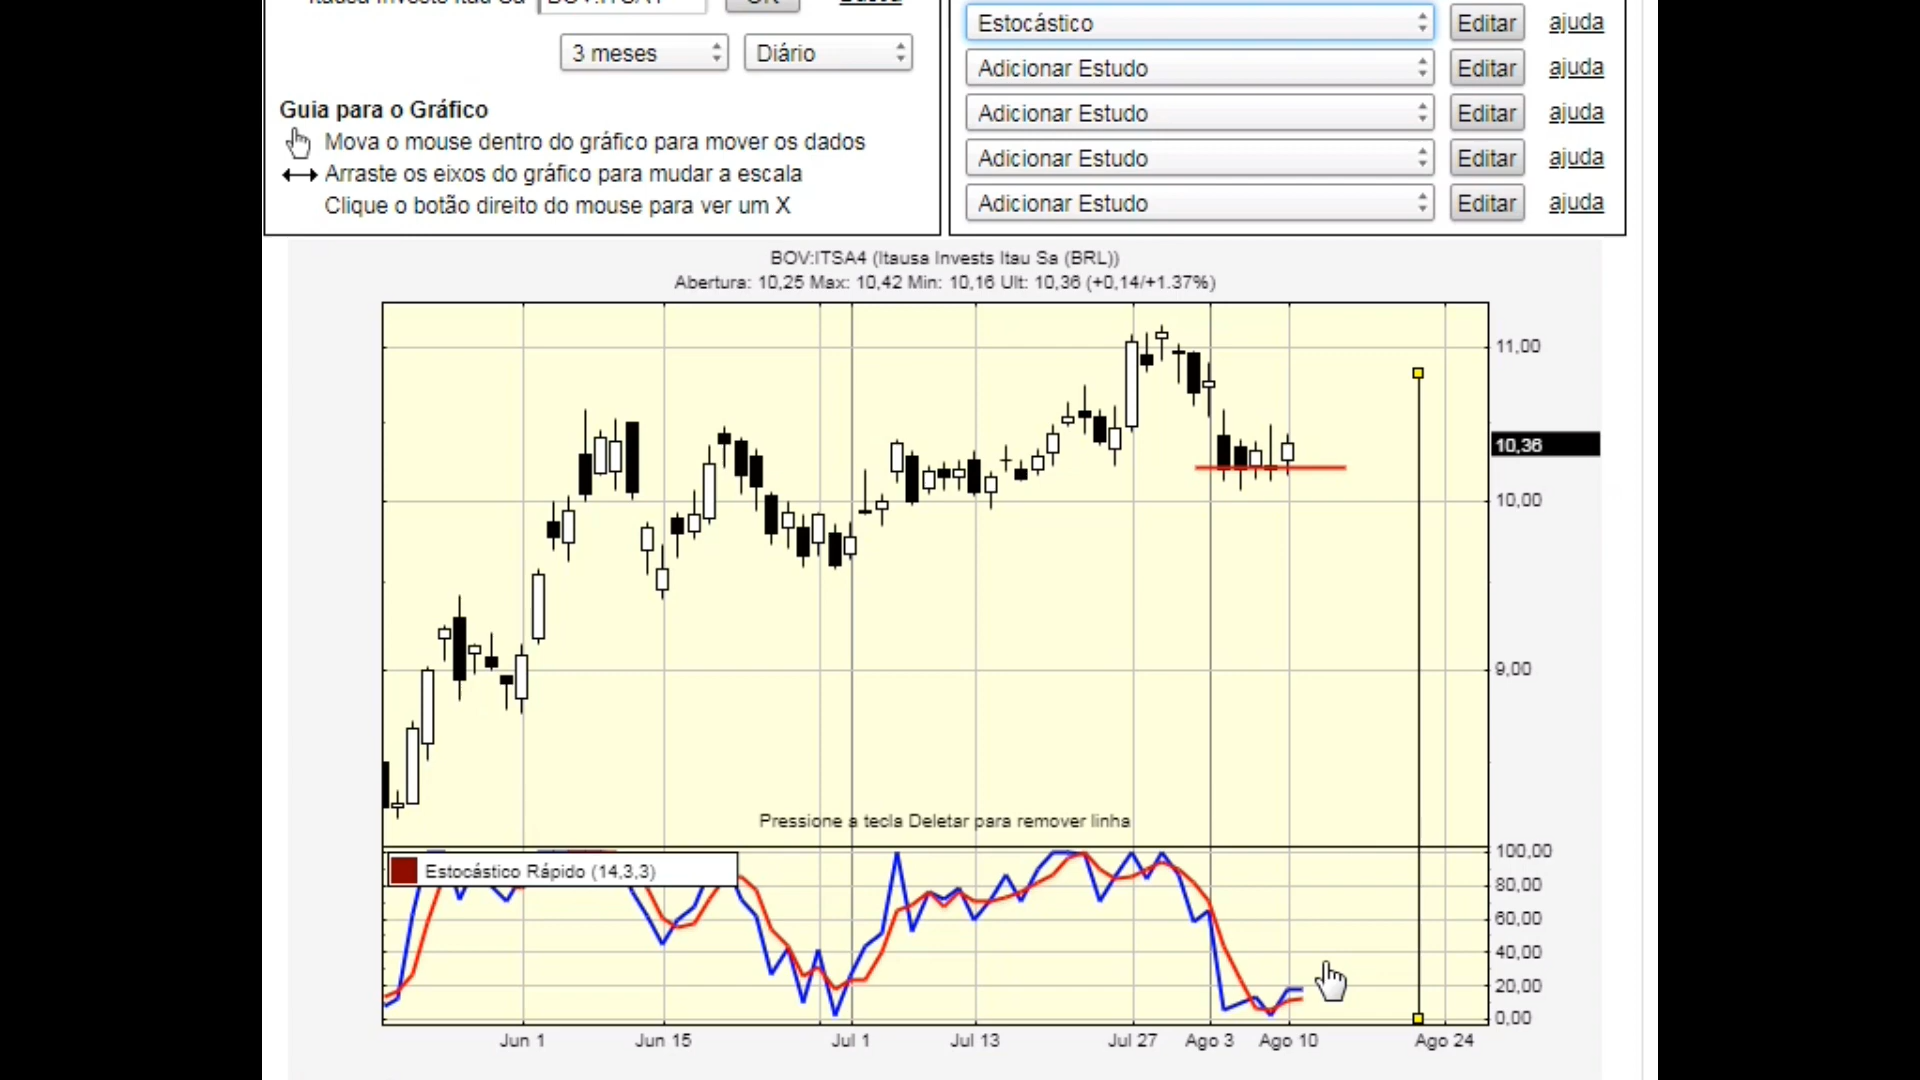 3 meses Diário
Guia para o Gráfico
Mova o mouse dentro do gráfico para mover os dados
Arraste os eixos do gráfico para mudar a escala
Clique o botão direito do mouse para ver um X
Estocástico Editar ajuda
Adicionar Estudo Editar ajuda
Adicionar Estudo Editar ajuda
Adicionar Estudo Editar ajuda
Adicionar Estudo Editar ajuda
BOV:ITSA4 (Itausa Invests Itau Sa (BRL))
Abertura: 10,25 Max: 10,42 Min: 10,16 Ult: 10,36 (+0,14/+1.37%)
11,00
10,36
10,00
9,00
Pressione a tecla Deletar para remover linha
Estocástico Rápido (14,3,3)
100,00
80,00
60,00
40,00
20,00
0,00
Jun 1 Jun 15 Jul 1 Jul 13 Jul 27 Ago 3 Ago 10 Ago 24